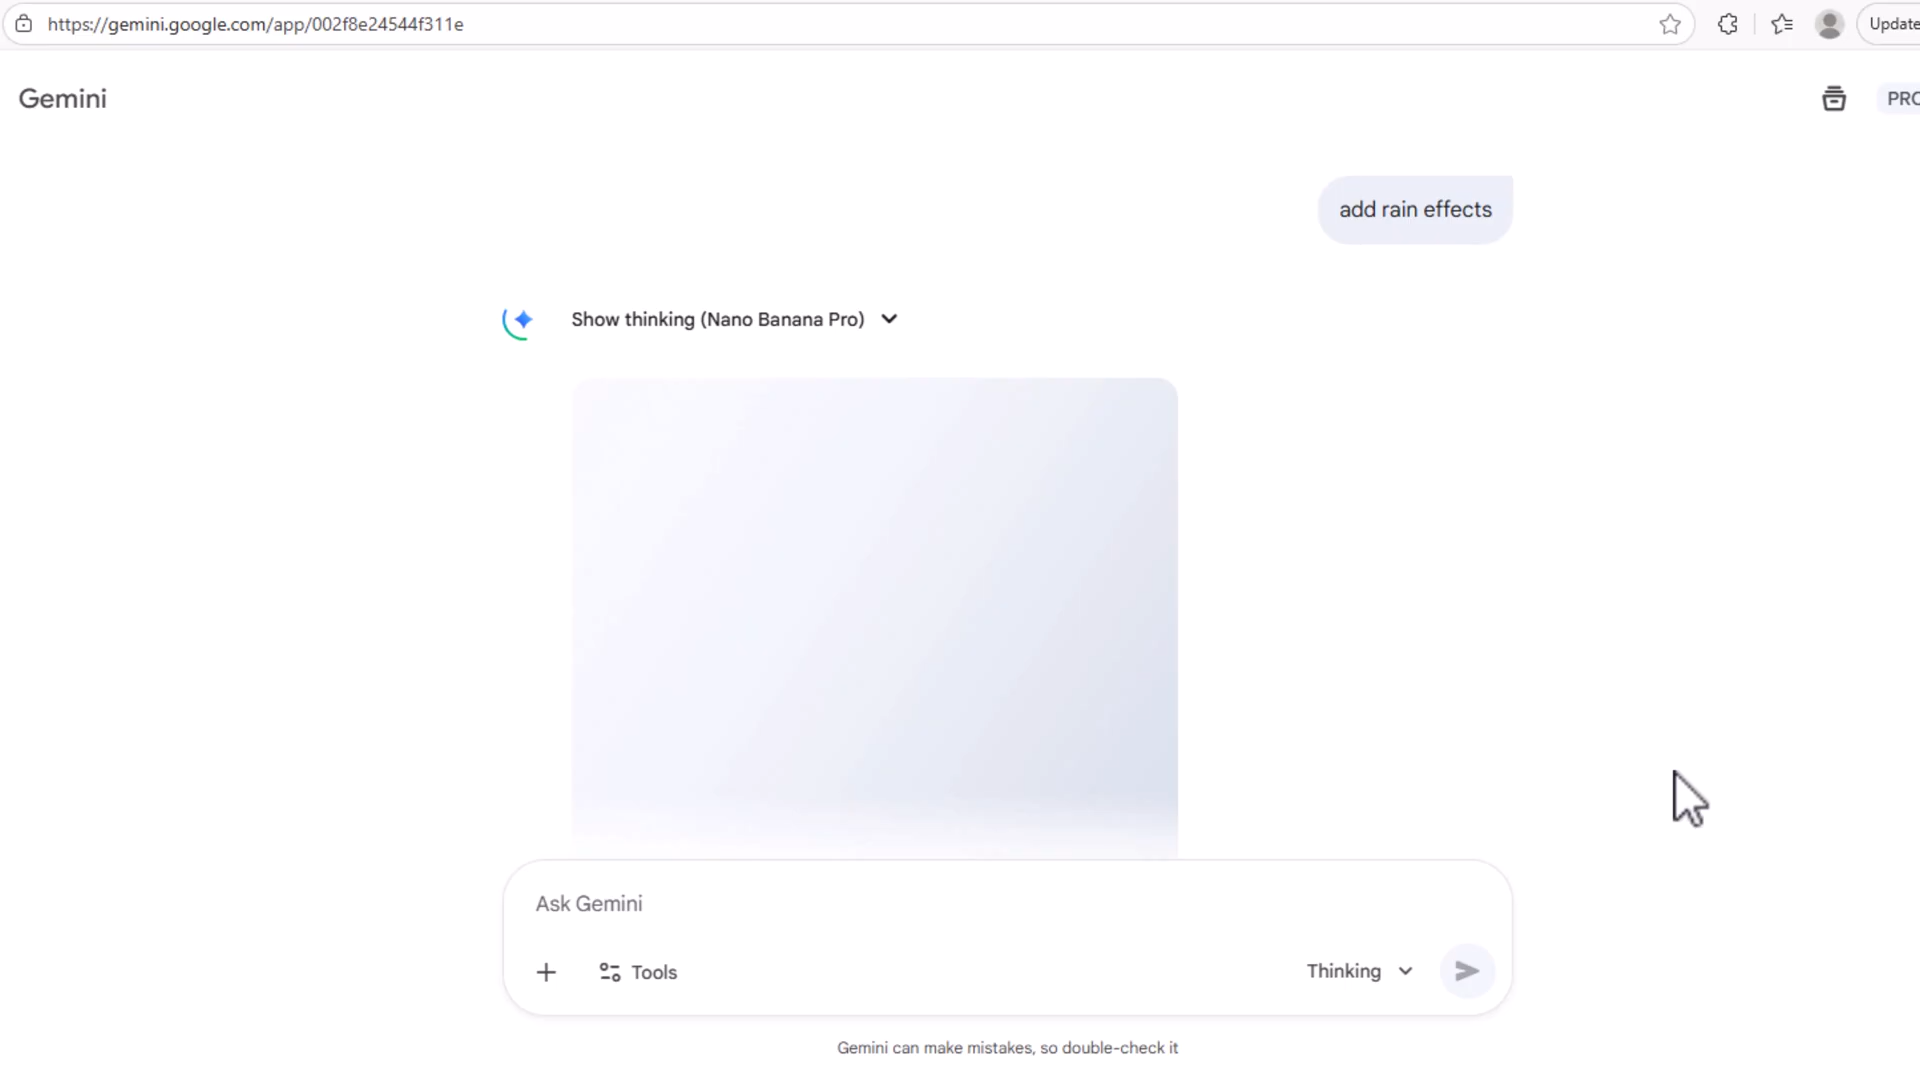 https://gemini.google.com/app/002f8e24544f311e
Update
Gemini
PRO
add rain effects
Show thinking (Nano Banana Pro)
Ask Gemini
Tools
Thinking
Gemini can make mistakes, so double-check it